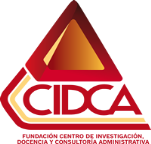 CIDCA
FUNDACIÓN CENTRO DE INVESTIGACIÓN,
DOCENCIA Y CONSULTORÍA ADMINISTRATIVA